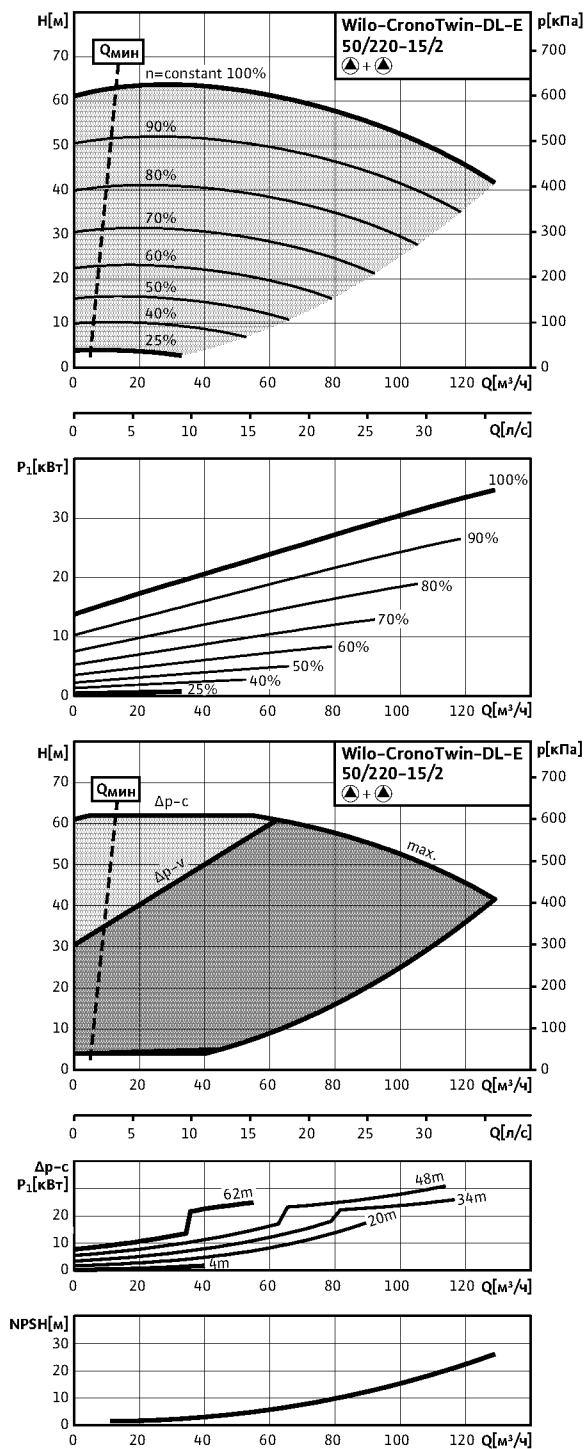 H[м]
p[кПа]
Wilo-CronoTwin-DL-E
50/220-15/2
+
Qмин
n=constant 100%
90%
80%
70%
60%
50%
40%
25%
70
60
50
40
30
20
10
0
700
600
500
400
300
200
100
0
0 20 40 60 80 100 120 Q[м³/ч]
0 5 10 15 20 25 30 Q[л/с]
P₁[кВт]
30
20
10
0
100%
90%
80%
70%
60%
50%
40%
25%
0 20 40 60 80 100 120 Q[м³/ч]
H[м]
p[кПа]
Wilo-CronoTwin-DL-E
50/220-15/2
+
Qмин
Δp-c
Δp-v
max.
70
60
50
40
30
20
10
0
700
600
500
400
300
200
100
0
0 20 40 60 80 100 120 Q[м³/ч]
0 5 10 15 20 25 30 Q[л/с]
Δp-c
P₁[кВт]
30
20
10
0
62m
48m
34m
20m
4m
0 20 40 60 80 100 120 Q[м³/ч]
NPSH[м]
30
20
10
0
0 20 40 60 80 100 120 Q[м³/ч]